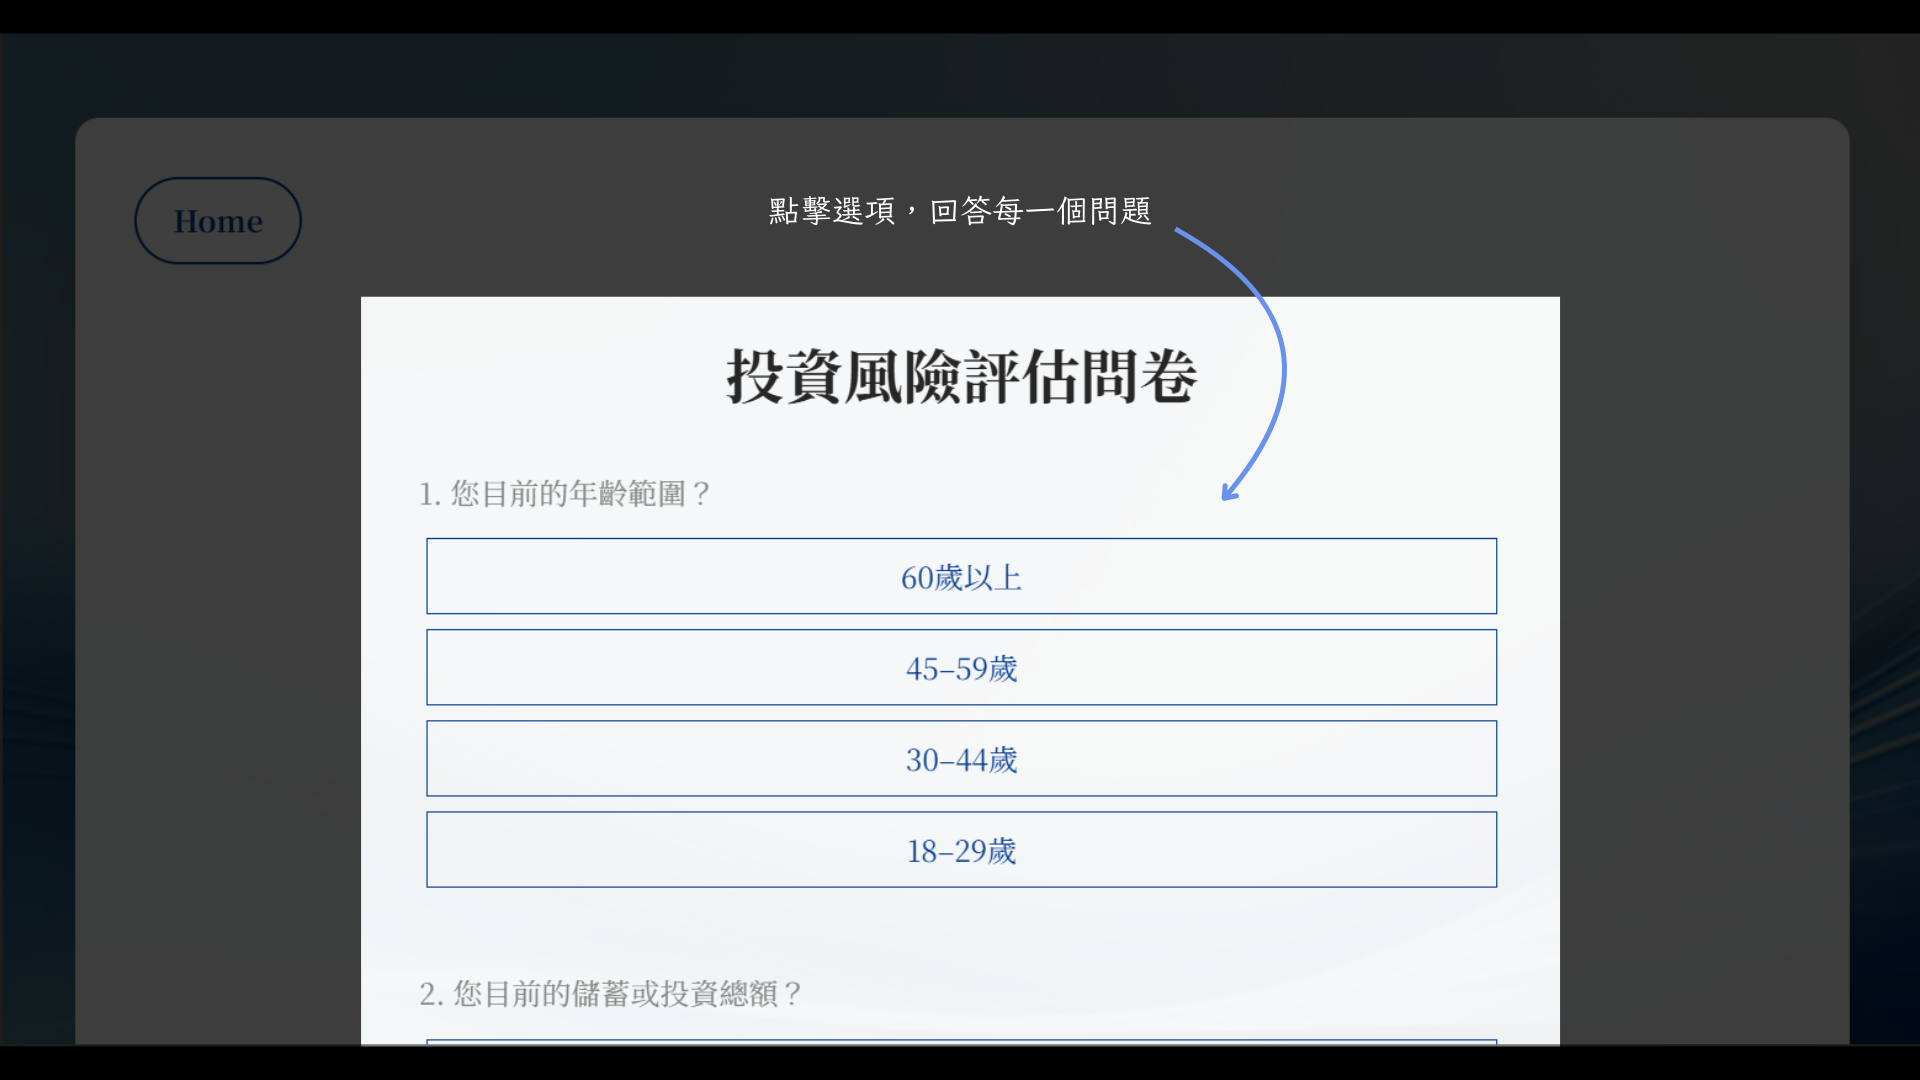 Home
點擊選項，回答每一個問題
投資風險評估問卷
1. 您目前的年齡範圍？
60歲以上
45–59歲
30–44歲
18–29歲
2. 您目前的儲蓄或投資總額？